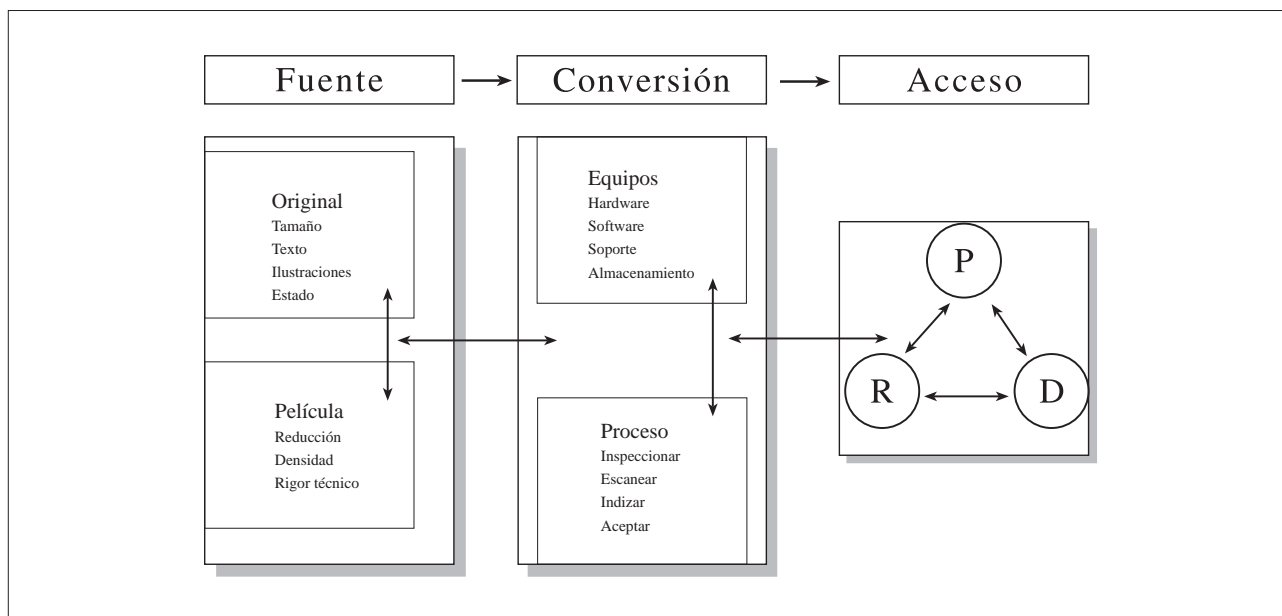 Fuente
Conversión
Acceso
Original
Tamaño
Texto
Ilustraciones
Estado
Película
Reducción
Densidad
Rigor técnico
Equipos
Hardware
Software
Soporte
Almacenamiento
Proceso
Inspeccionar
Escanear
Indizar
Aceptar
P
R
D